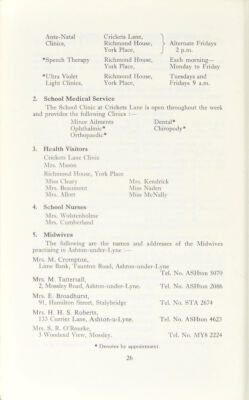 Ante-Natal Clinics, Crickets Lane, Richmond House, York Place, } Alternate Fridays 2 p.m.
*Speech Therapy Richmond House, York Place, Each morning— Monday to Friday
*Ultra Violet Light Clinics, Richmond House, York Place, Tuesdays and Fridays 9 a.m.
2. School Medical Service
The School Clinic at Crickets Lane is open throughout the week
and provides the following Clinics :—
Minor Ailments Dental*
Ophthalmic* Chiropody*
Orthopaedic*
3. Health Visitors
Crickets Lane Clinic
Mrs. Mason
Richmond House, York Place
Miss Cleary Mrs. Kendrick
Mrs. Beaumont Miss Naden
Mrs. Allott Miss McNally
4. School Nurses
Mrs. Wolstenholme
Mrs. Cumberland
5. Midwives
The following are the names and addresses of the Midwives
practising in Ashton-under-Lyne :—
Mrs. M. Crompton,
Lime Bank, Taunton Road, Ashton-under-Lyne
Tel. No. ASHton 5070
Mrs. M. Tattersall,
2, Mossley Road, Ashton-under-Lyne. Tel. No. ASHton 2086
Mrs. E. Broadhurst,
91, Hamilton Street, Stalybridge Tel. No. STA 2674
Mrs. H. H. S. Roberts,
133 Currier Lane, Ashton-u-Lyne. Tel. No. ASHton 4623
Mrs. S. R. O'Rourke,
3 Woodend View, Mossley. Tel. No. MYS 2224
* Denotes by appointment.
26